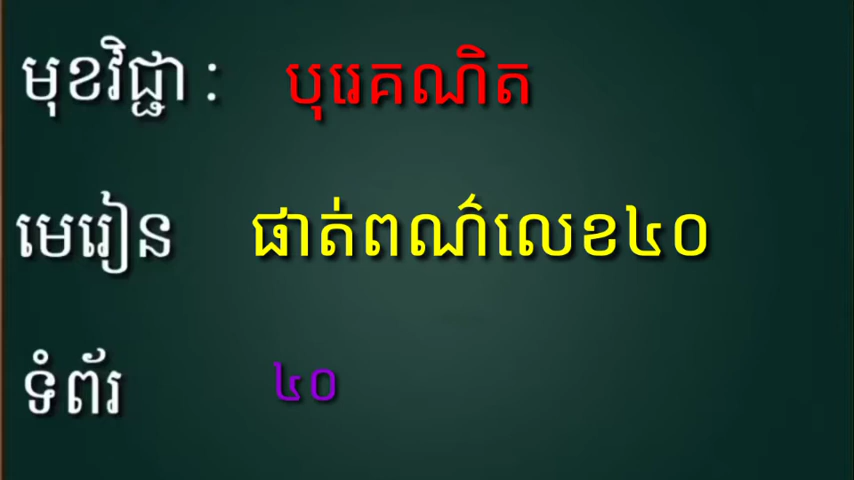 មុខវិជ្ជា : បុរេគណិត
មេរៀន ផាត់ពណ៌លេខ៤០
ទំព័រ ៤០